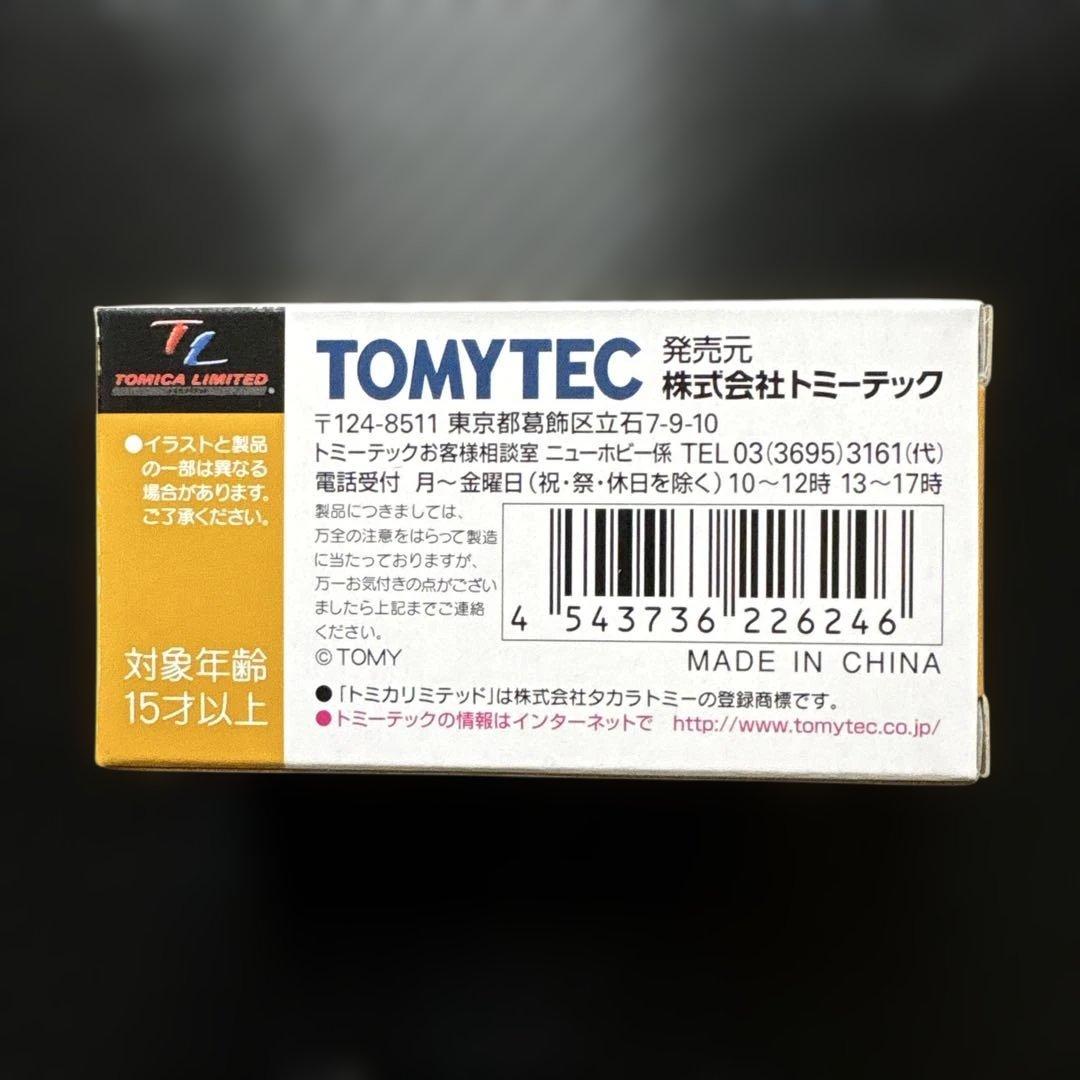 TL
TOMICA LIMITED
●イラストと製品
の一部は異なる
場合があります。
ご了承ください。
対象年齢
15才以上
TOMYTEC
発売元
株式会社トミーテック
〒124-8511 東京都葛飾区立石7-9-10
トミーテックお客様相談室 ニューホビー係 TEL 03(3695)3161(代)
電話受付 月〜金曜日(祝・祭・休日を除く)10〜12時 13〜17時
製品につきましては、
万全の注意をはらって製造
に当たっておりますが、
万一お気付きの点がござい
ましたら上記までご連絡
ください。
© TOMY
4 543736 226246
MADE IN CHINA
●「トミカリミテッド」は株式会社タカラトミーの登録商標です。
●トミーテックの情報はインターネットで http://www.tomytec.co.jp/